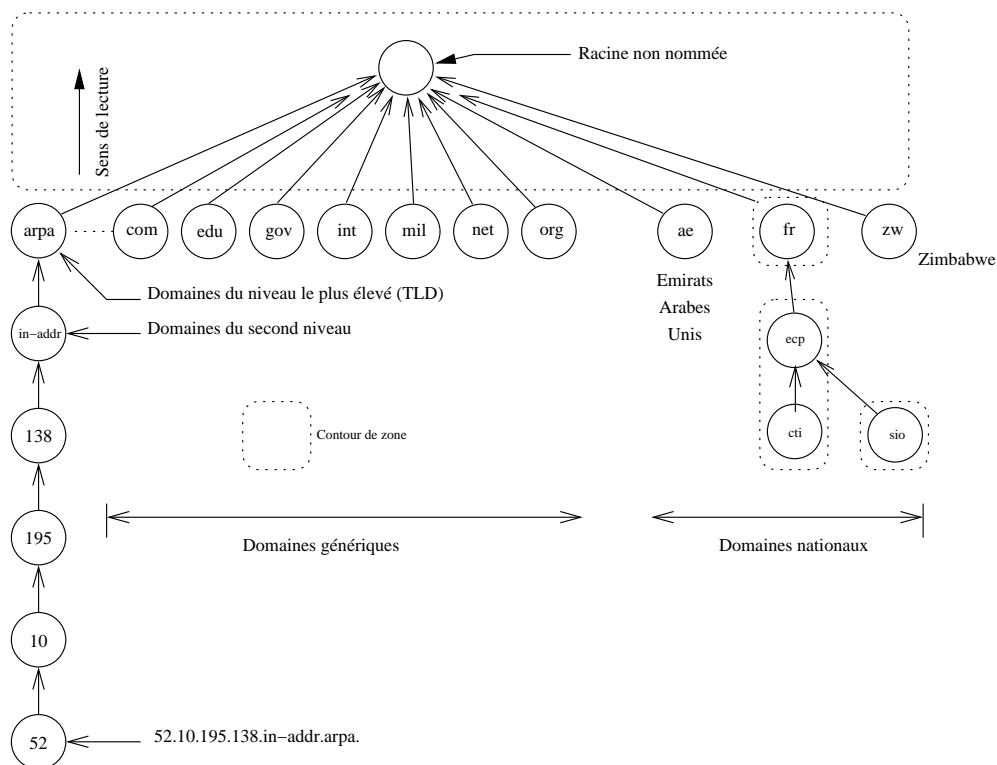 Racine non nommée
Sens de lecture
arpa
com
edu
gov
int
mil
net
org
ae
fr
zw
Zimbabwe
Emirats
Arabes
Unis
Domaines du niveau le plus élevé (TLD)
in−addr
Domaines du second niveau
ecp
138
Contour de zone
cti
sio
195
Domaines génériques
Domaines nationaux
10
52
52.10.195.138.in−addr.arpa.